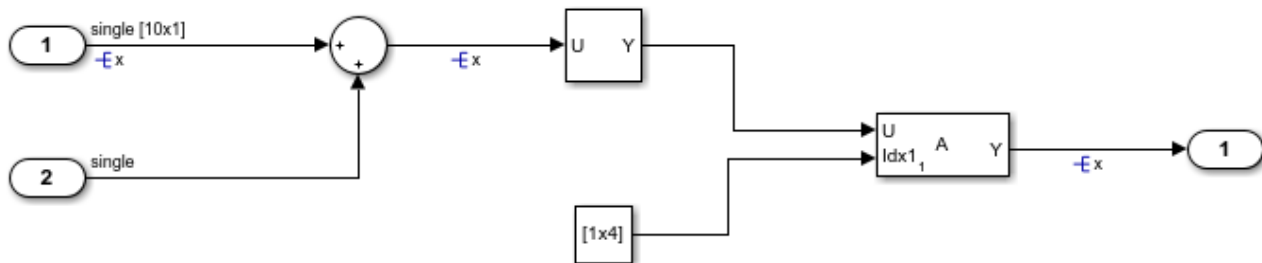 1
single [10x1]
x
+
+
x
U Y
2
single
U
Idx1 1
A
Y
x
1
[1x4]